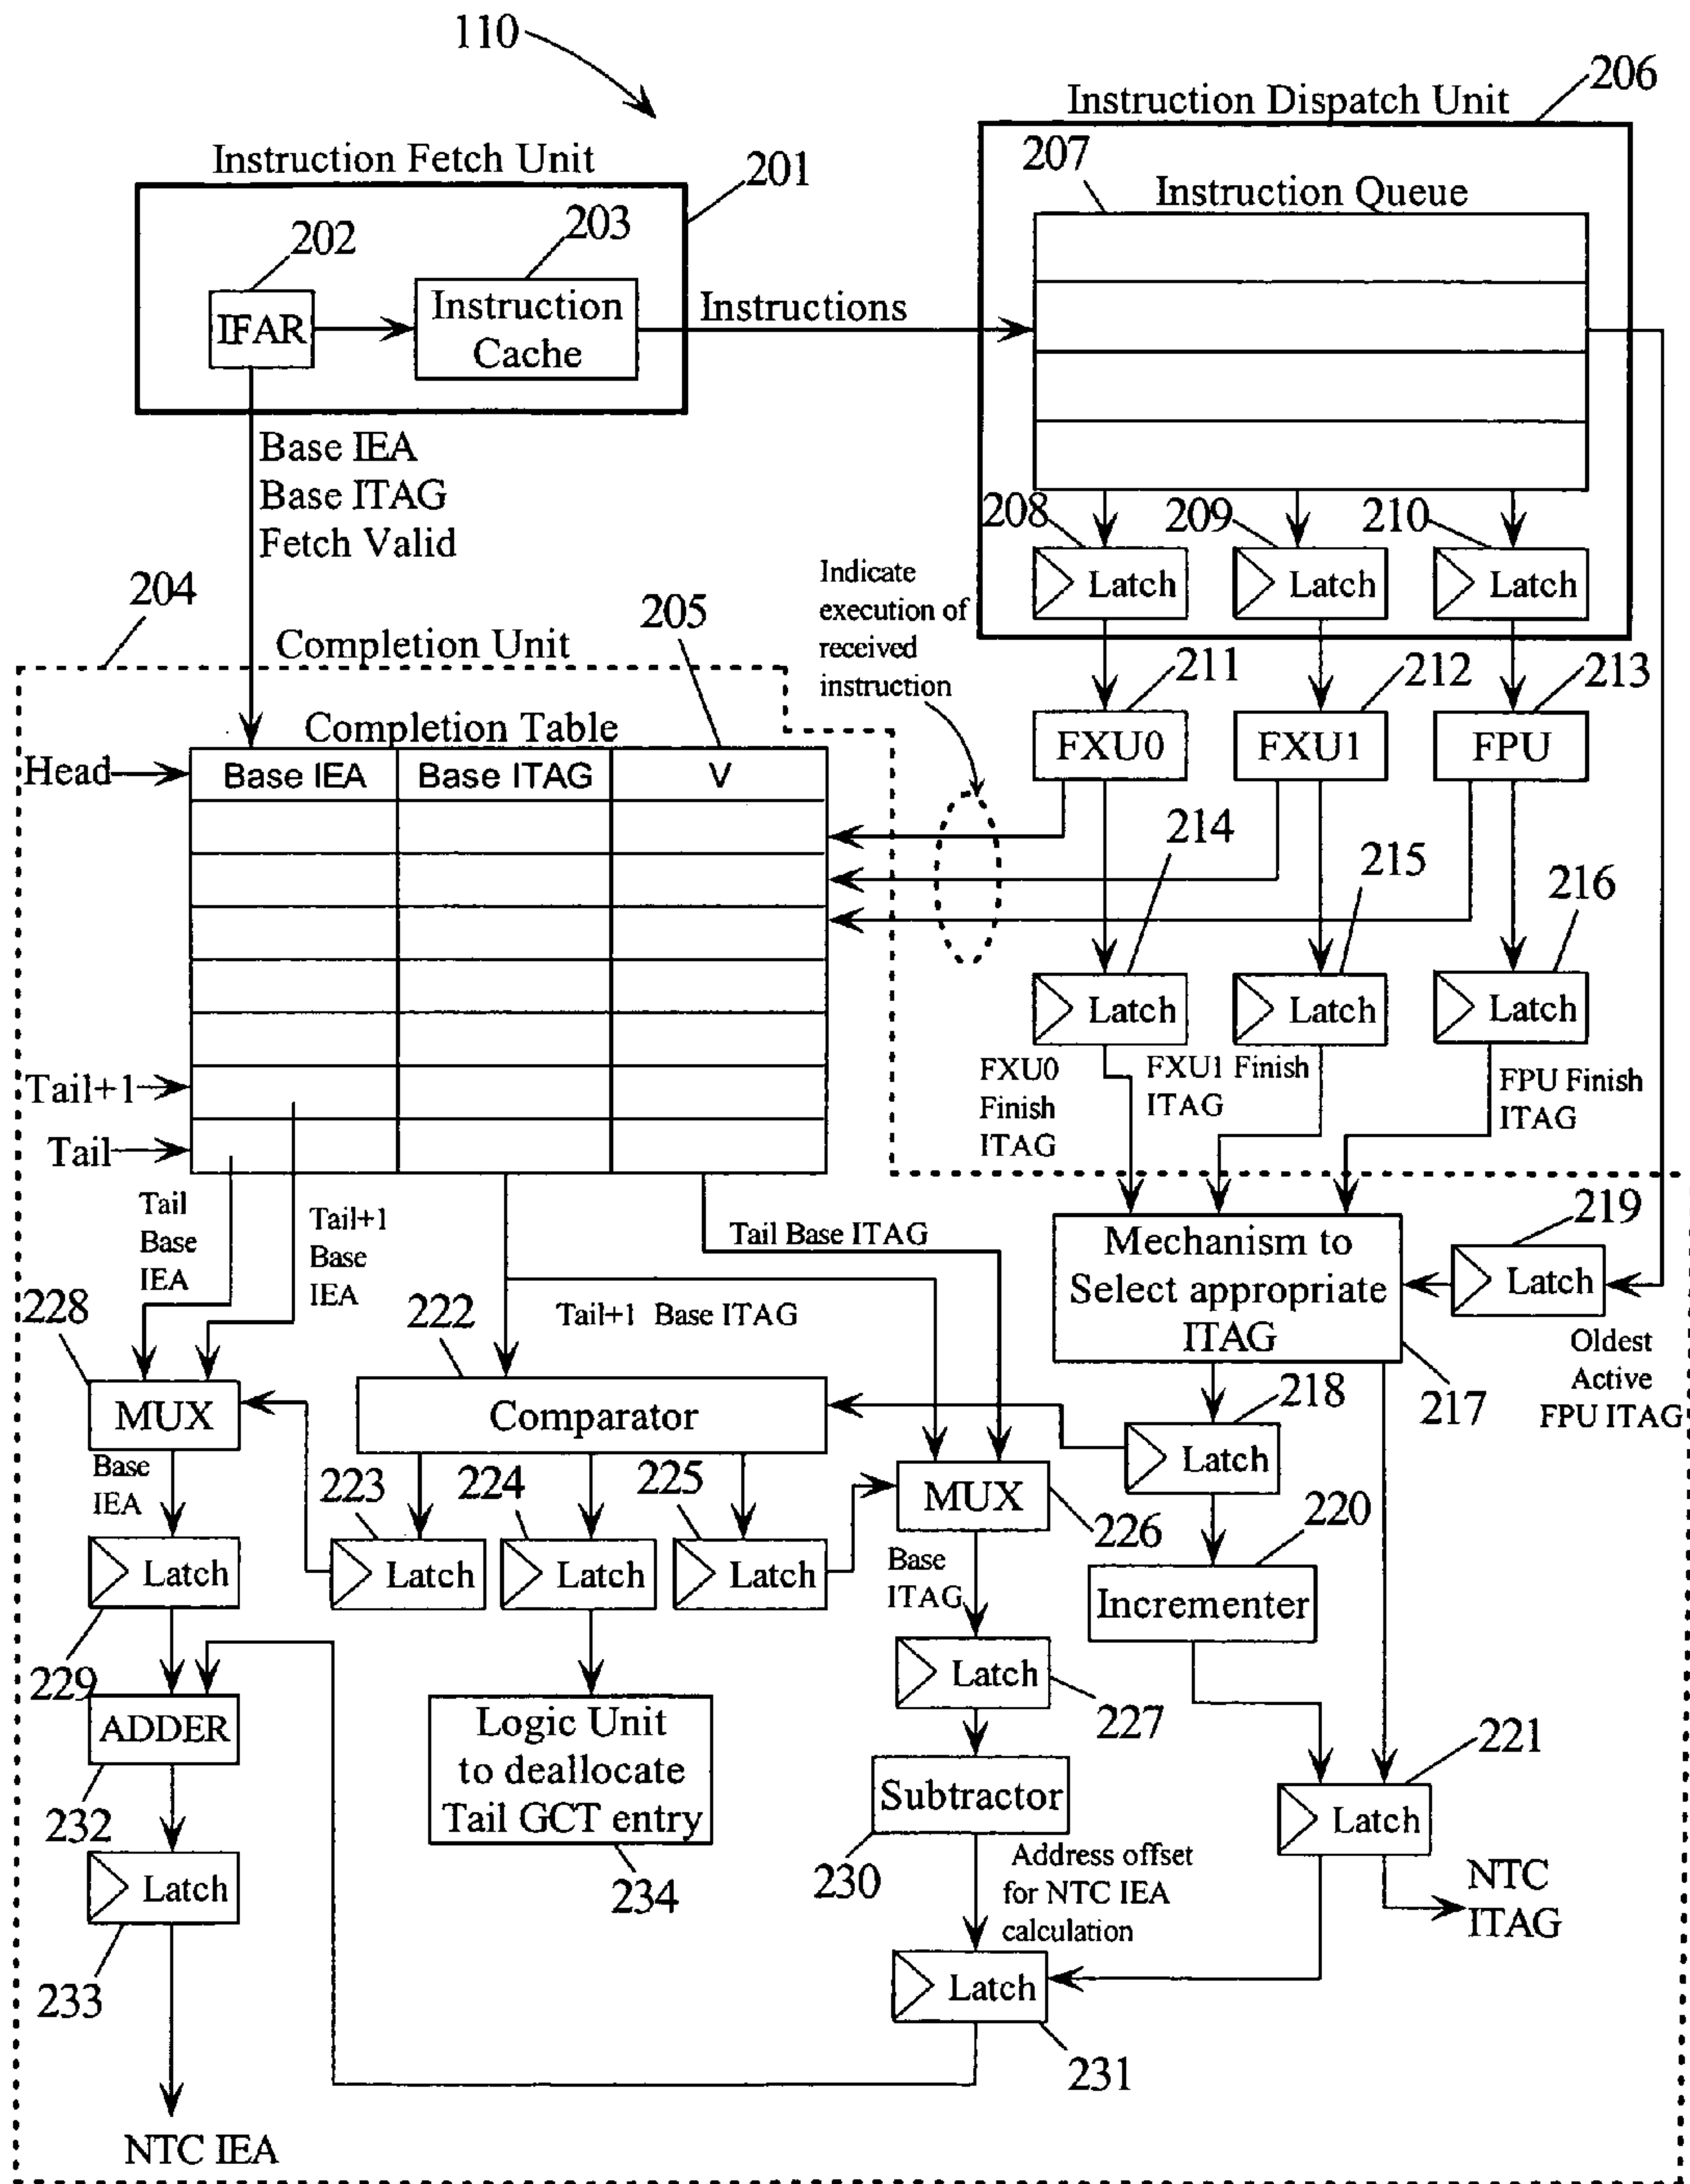 110
206
Instruction Dispatch Unit
Instruction Fetch Unit
201
207
Instruction Queue
202
203
IFAR
Instruction
Cache
Instructions
Base IEA
Base ITAG
Fetch Valid
208
209
210
Latch
Latch
Latch
Indicate
execution of
received
instruction
204
205
Completion Unit
211
212
213
Completion Table
FXU0
FXU1
FPU
Head
Base IEA
Base ITAG
V
214
215
216
Latch
Latch
Latch
Tail+1
Tail
FXU0
Finish
ITAG
FXU1 Finish
ITAG
FPU Finish
ITAG
Tail
Base
IEA
Tail+1
Base
IEA
Tail Base ITAG
219
Mechanism to
Select appropriate
ITAG
Latch
228
222
Tail+1 Base ITAG
Oldest
Active
FPU ITAG
217
218
MUX
Comparator
Latch
Base
IEA
223
224
225
MUX
226
220
Latch
Latch
Latch
Latch
Base
ITAG
Incrementer
229
Latch
227
ADDER
Logic Unit
to deallocate
Tail GCT entry
Subtractor
221
Latch
232
234
230
Address offset
for NTC IEA
calculation
Latch
NTC
ITAG
233
Latch
231
NTC IEA